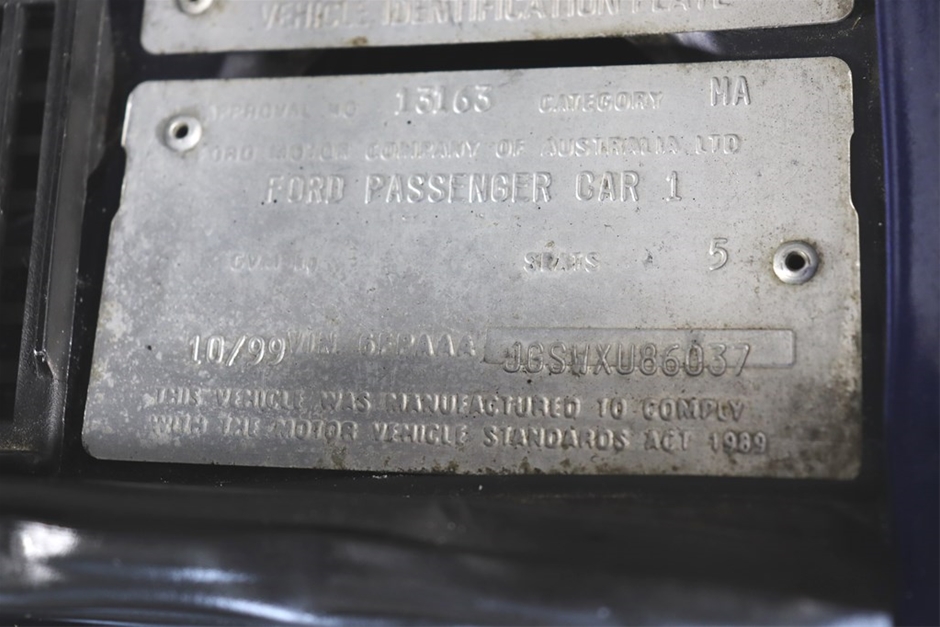 VEHICLE IDENTIFICATION PLATE
APPROVAL NO 13163 CATEGORY MA
FORD MOTOR COMPANY OF AUSTRALIA LTD
FORD PASSENGER CAR 1
SEATS 5
10/99 VIN 6FPAAA JGSWXU86037
THIS VEHICLE WAS MANUFACTURED TO COMPLY
WITH THE MOTOR VEHICLE STANDARDS ACT 1989